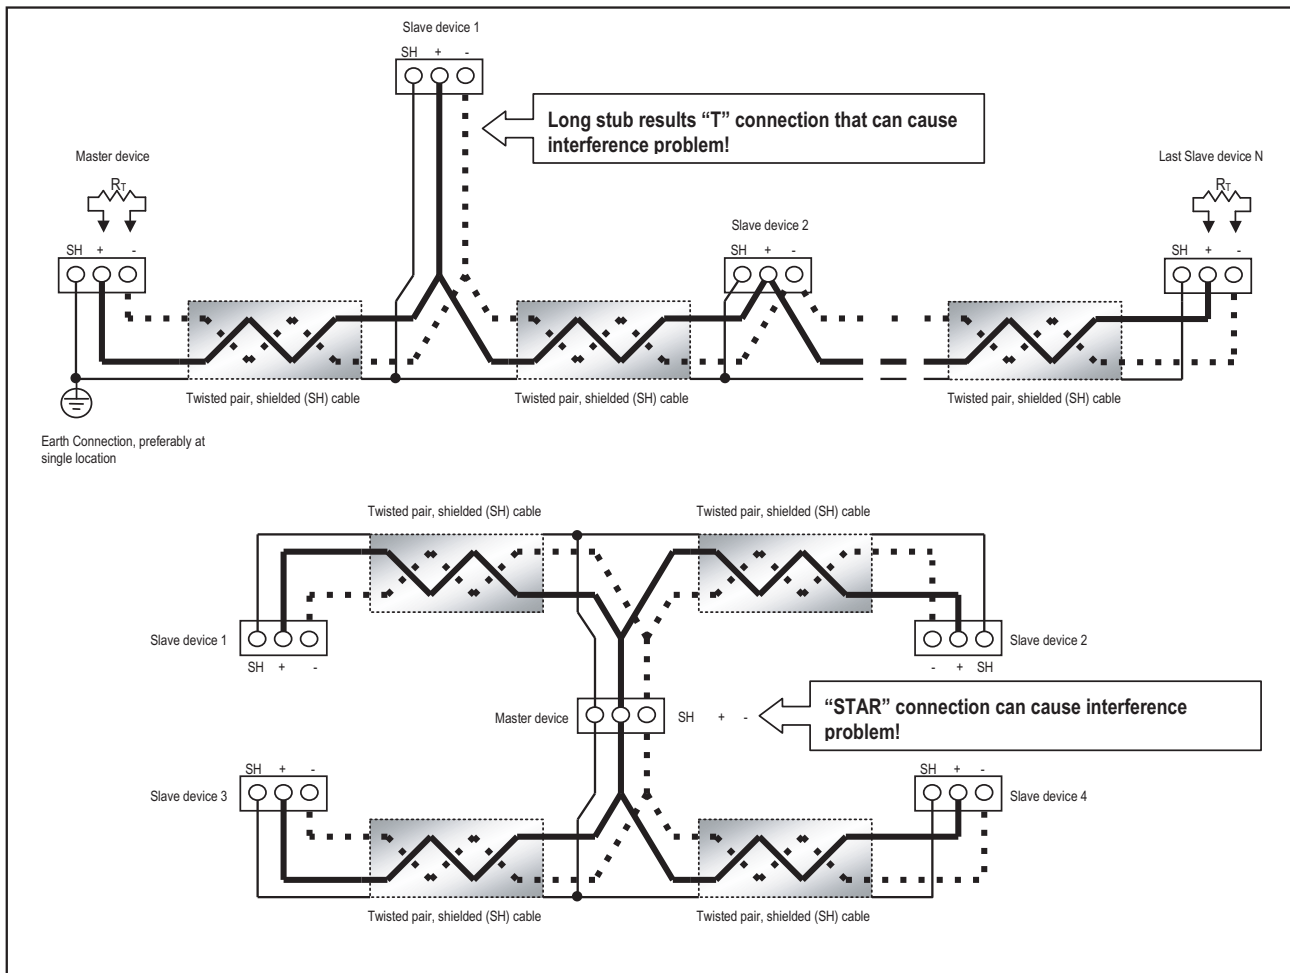 Slave device 1
SH + -
Long stub results “T” connection that can cause
interference problem!
Master device
RT
SH + -
Last Slave device N
RT
SH + -
Slave device 2
SH + -
Twisted pair, shielded (SH) cable
Twisted pair, shielded (SH) cable
Twisted pair, shielded (SH) cable
Earth Connection, preferably at
single location
Twisted pair, shielded (SH) cable
Twisted pair, shielded (SH) cable
Slave device 1
SH + -
Slave device 2
- + SH
Master device
SH + -
“STAR” connection can cause interference
problem!
SH + -
Slave device 3
SH + -
Slave device 4
Twisted pair, shielded (SH) cable
Twisted pair, shielded (SH) cable